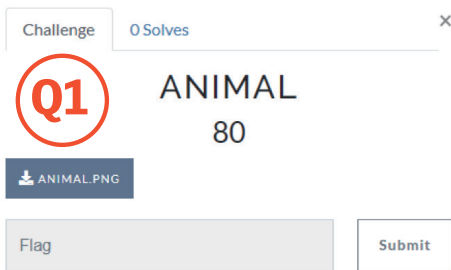 Challenge 0 Solves ×
Q1
ANIMAL
80
ANIMAL.PNG
Flag Submit